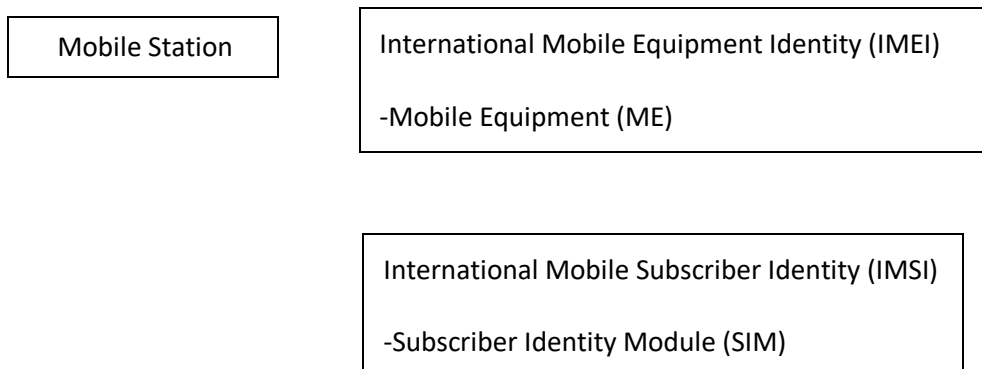 Mobile Station
International Mobile Equipment Identity (IMEI)
-Mobile Equipment (ME)
International Mobile Subscriber Identity (IMSI)
-Subscriber Identity Module (SIM)